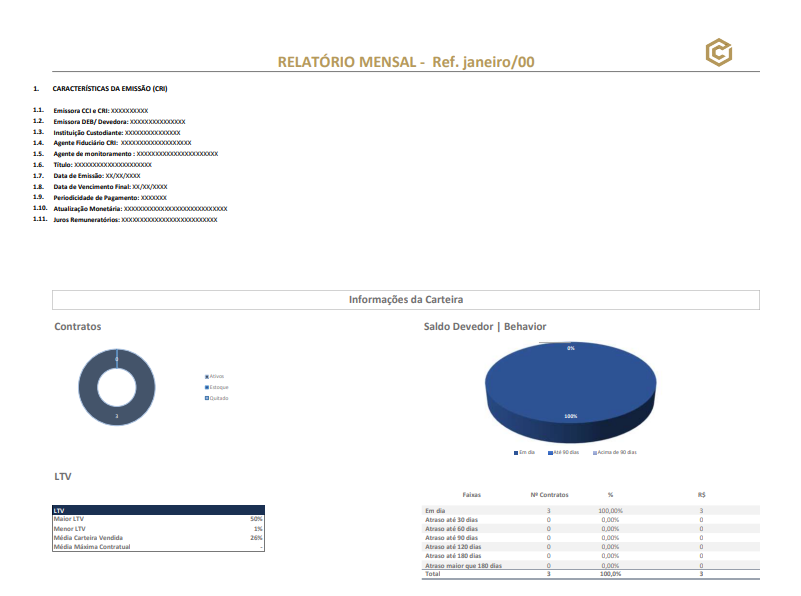 RELATÓRIO MENSAL - Ref. janeiro/00
1. CARACTERÍSTICAS DA EMISSÃO (CRI)
1.1. Emissora CCI e CRI: XXXXXXXXXX
1.2. Emissora DEB/ Devedora: XXXXXXXXXXXXXXX
1.3. Instituição Custodiante: XXXXXXXXXXXXXXX
1.4. Agente Fiduciário CRI: XXXXXXXXXXXXXXXXXXX
1.5. Agente de monitoramento : XXXXXXXXXXXXXXXXXXXXXX
1.6. Título: XXXXXXXXXXXXXXXXXXXXX
1.7. Data de Emissão: XX/XX/XXXX
1.8. Data de Vencimento Final: XX/XX/XXXX
1.9. Periodicidade de Pagamento: XXXXXXX
1.10. Atualização Monetária: XXXXXXXXXXXXXXXXXXXXXXXXXXXX
1.11. Juros Remuneratórios: XXXXXXXXXXXXXXXXXXXXXXXXXX
Informações da Carteira
Contratos
0
3
Ativos
Estoque
Quitado
Saldo Devedor | Behavior
0%
100%
Em dia Até 90 dias Acima de 90 dias
LTV
LTV
Maior LTV 50%
Menor LTV 1%
Média Carteira Vendida 26%
Média Máxima Contratual -
Faixas Nº Contratos % R$
Em dia 3 100,00% 3
Atraso até 30 dias 0 0,00% 0
Atraso até 60 dias 0 0,00% 0
Atraso até 90 dias 0 0,00% 0
Atraso até 120 dias 0 0,00% 0
Atraso até 180 dias 0 0,00% 0
Atraso maior que 180 dias 0 0,00% 0
Total 3 100,0% 3